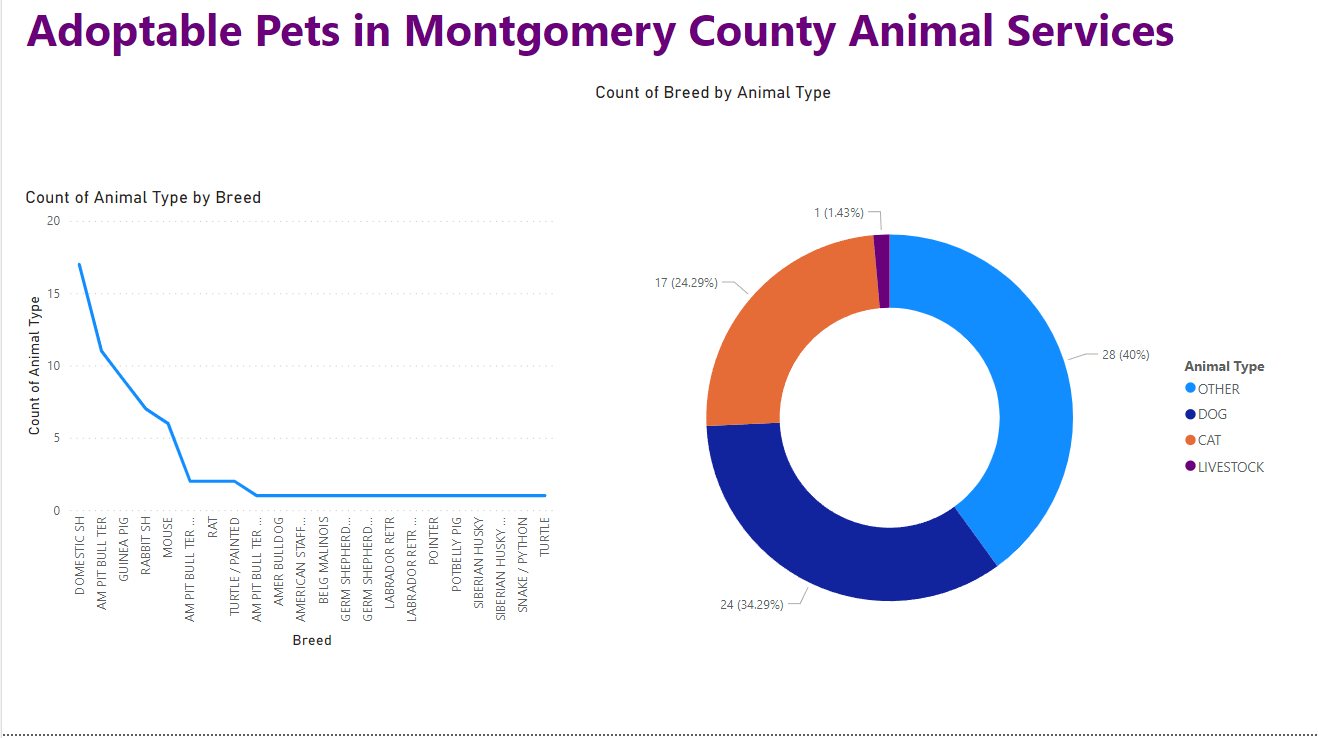 Adoptable Pets in Montgomery County Animal Services
Count of Breed by Animal Type
Count of Animal Type by Breed
20
15
10
5
0
Count of Animal Type
DOMESTIC SH
AM PIT BULL TER
GUINEA PIG
RABBIT SH
MOUSE
AM PIT BULL TER ...
RAT
TURTLE / PAINTED
AM PIT BULL TER ...
AMER BULLDOG
AMERICAN STAFF...
BELG MALINOIS
GERM SHEPHERD...
GERM SHEPHERD...
LABRADOR RETR
LABRADOR RETR ...
POINTER
POTBELLY PIG
SIBERIAN HUSKY
SIBERIAN HUSKY ...
SNAKE / PYTHON
TURTLE
Breed
1 (1.43%)
17 (24.29%)
28 (40%)
24 (34.29%)
Animal Type
OTHER
DOG
CAT
LIVESTOCK